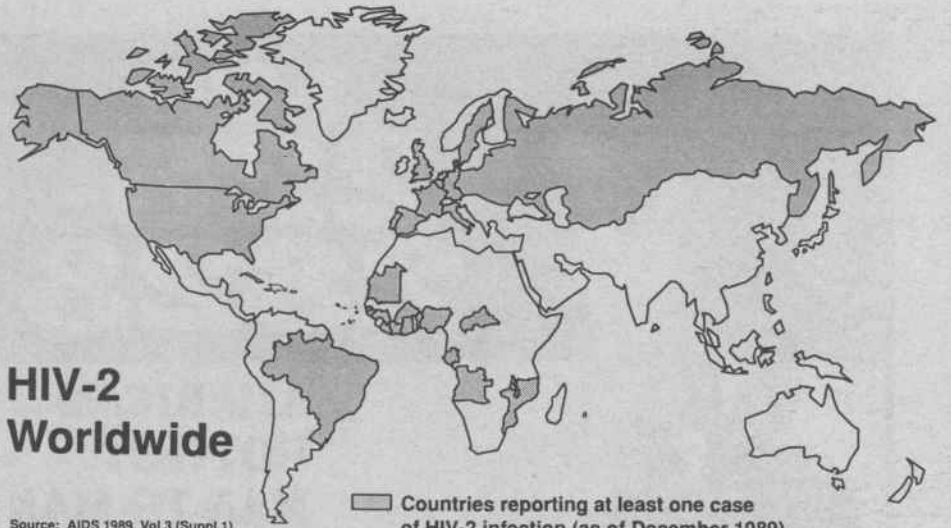 HIV-2
Worldwide
Source: AIDS 1989, Vol 3 (Suppl 1)
Countries reporting at least one case
of HIV-2 infection (as of December 1989)